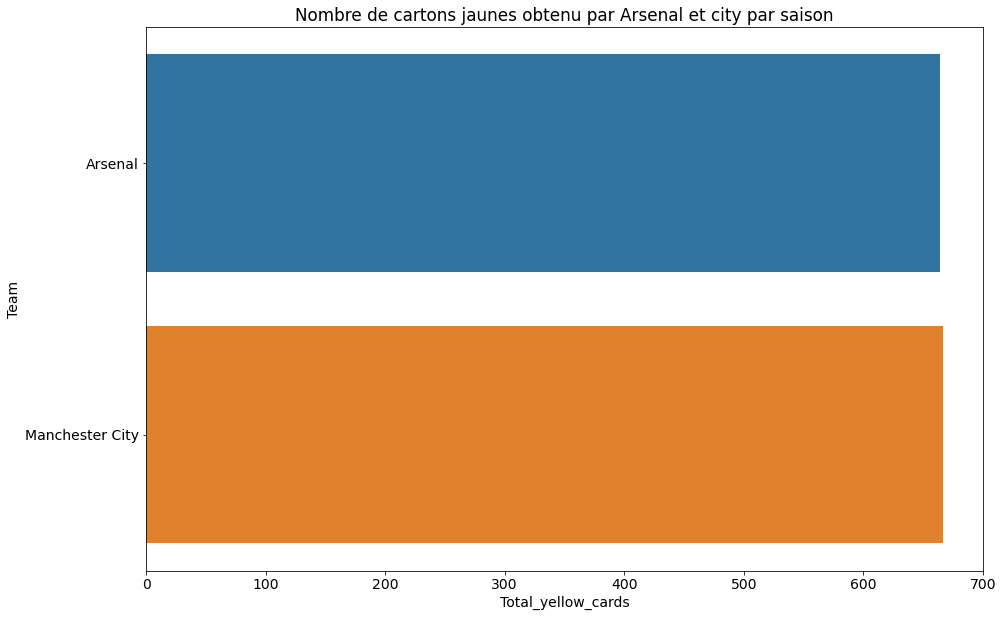 Nombre de cartons jaunes obtenu par Arsenal et city par saison
Team
Arsenal
Manchester City
0 100 200 300 400 500 600 700
Total_yellow_cards